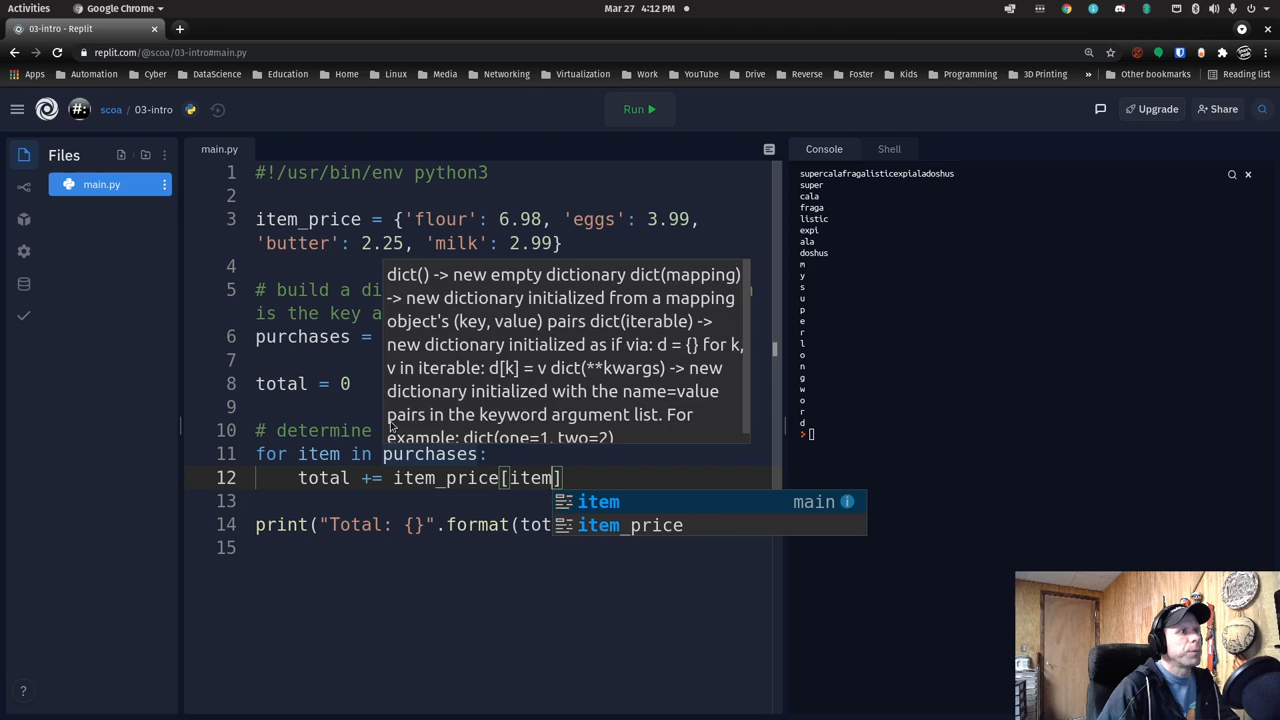 Activities
Google Chrome
Mar 27 4:12 PM
03-intro - Replit
replit.com/@scoa/03-intro#main.py
Apps Automation Cyber DataScience Education Home Linux Media Networking Virtualization Work YouTube Drive Reverse Foster Kids Programming 3D Printing » Other bookmarks Reading list
scoa / 03-intro
Run
Upgrade
Share
Files
main.py
main.py
Console
Shell
1 #!/usr/bin/env python3
2
3 item_price = {'flour': 6.98, 'eggs': 3.99,
'butter': 2.25, 'milk': 2.99}
4
5 # build a di
is the key a
6 purchases =
7
8 total = 0
9
10 # determine
11 for item in purchases:
12 total += item_price[item]
13
14 print("Total: {}".format(tot
15
dict() -> new empty dictionary dict(mapping)
-> new dictionary initialized from a mapping
object's (key, value) pairs dict(iterable) ->
new dictionary initialized as if via: d = {} for k,
v in iterable: d[k] = v dict(**kwargs) -> new
dictionary initialized with the name=value
pairs in the keyword argument list. For
example: dict(one=1, two=2)
item main
item_price
supercalafragalisticexpialadoshus
super
cala
fraga
listic
expi
ala
doshus
m
y
s
u
p
e
r
l
o
n
g
w
o
r
d
>
?